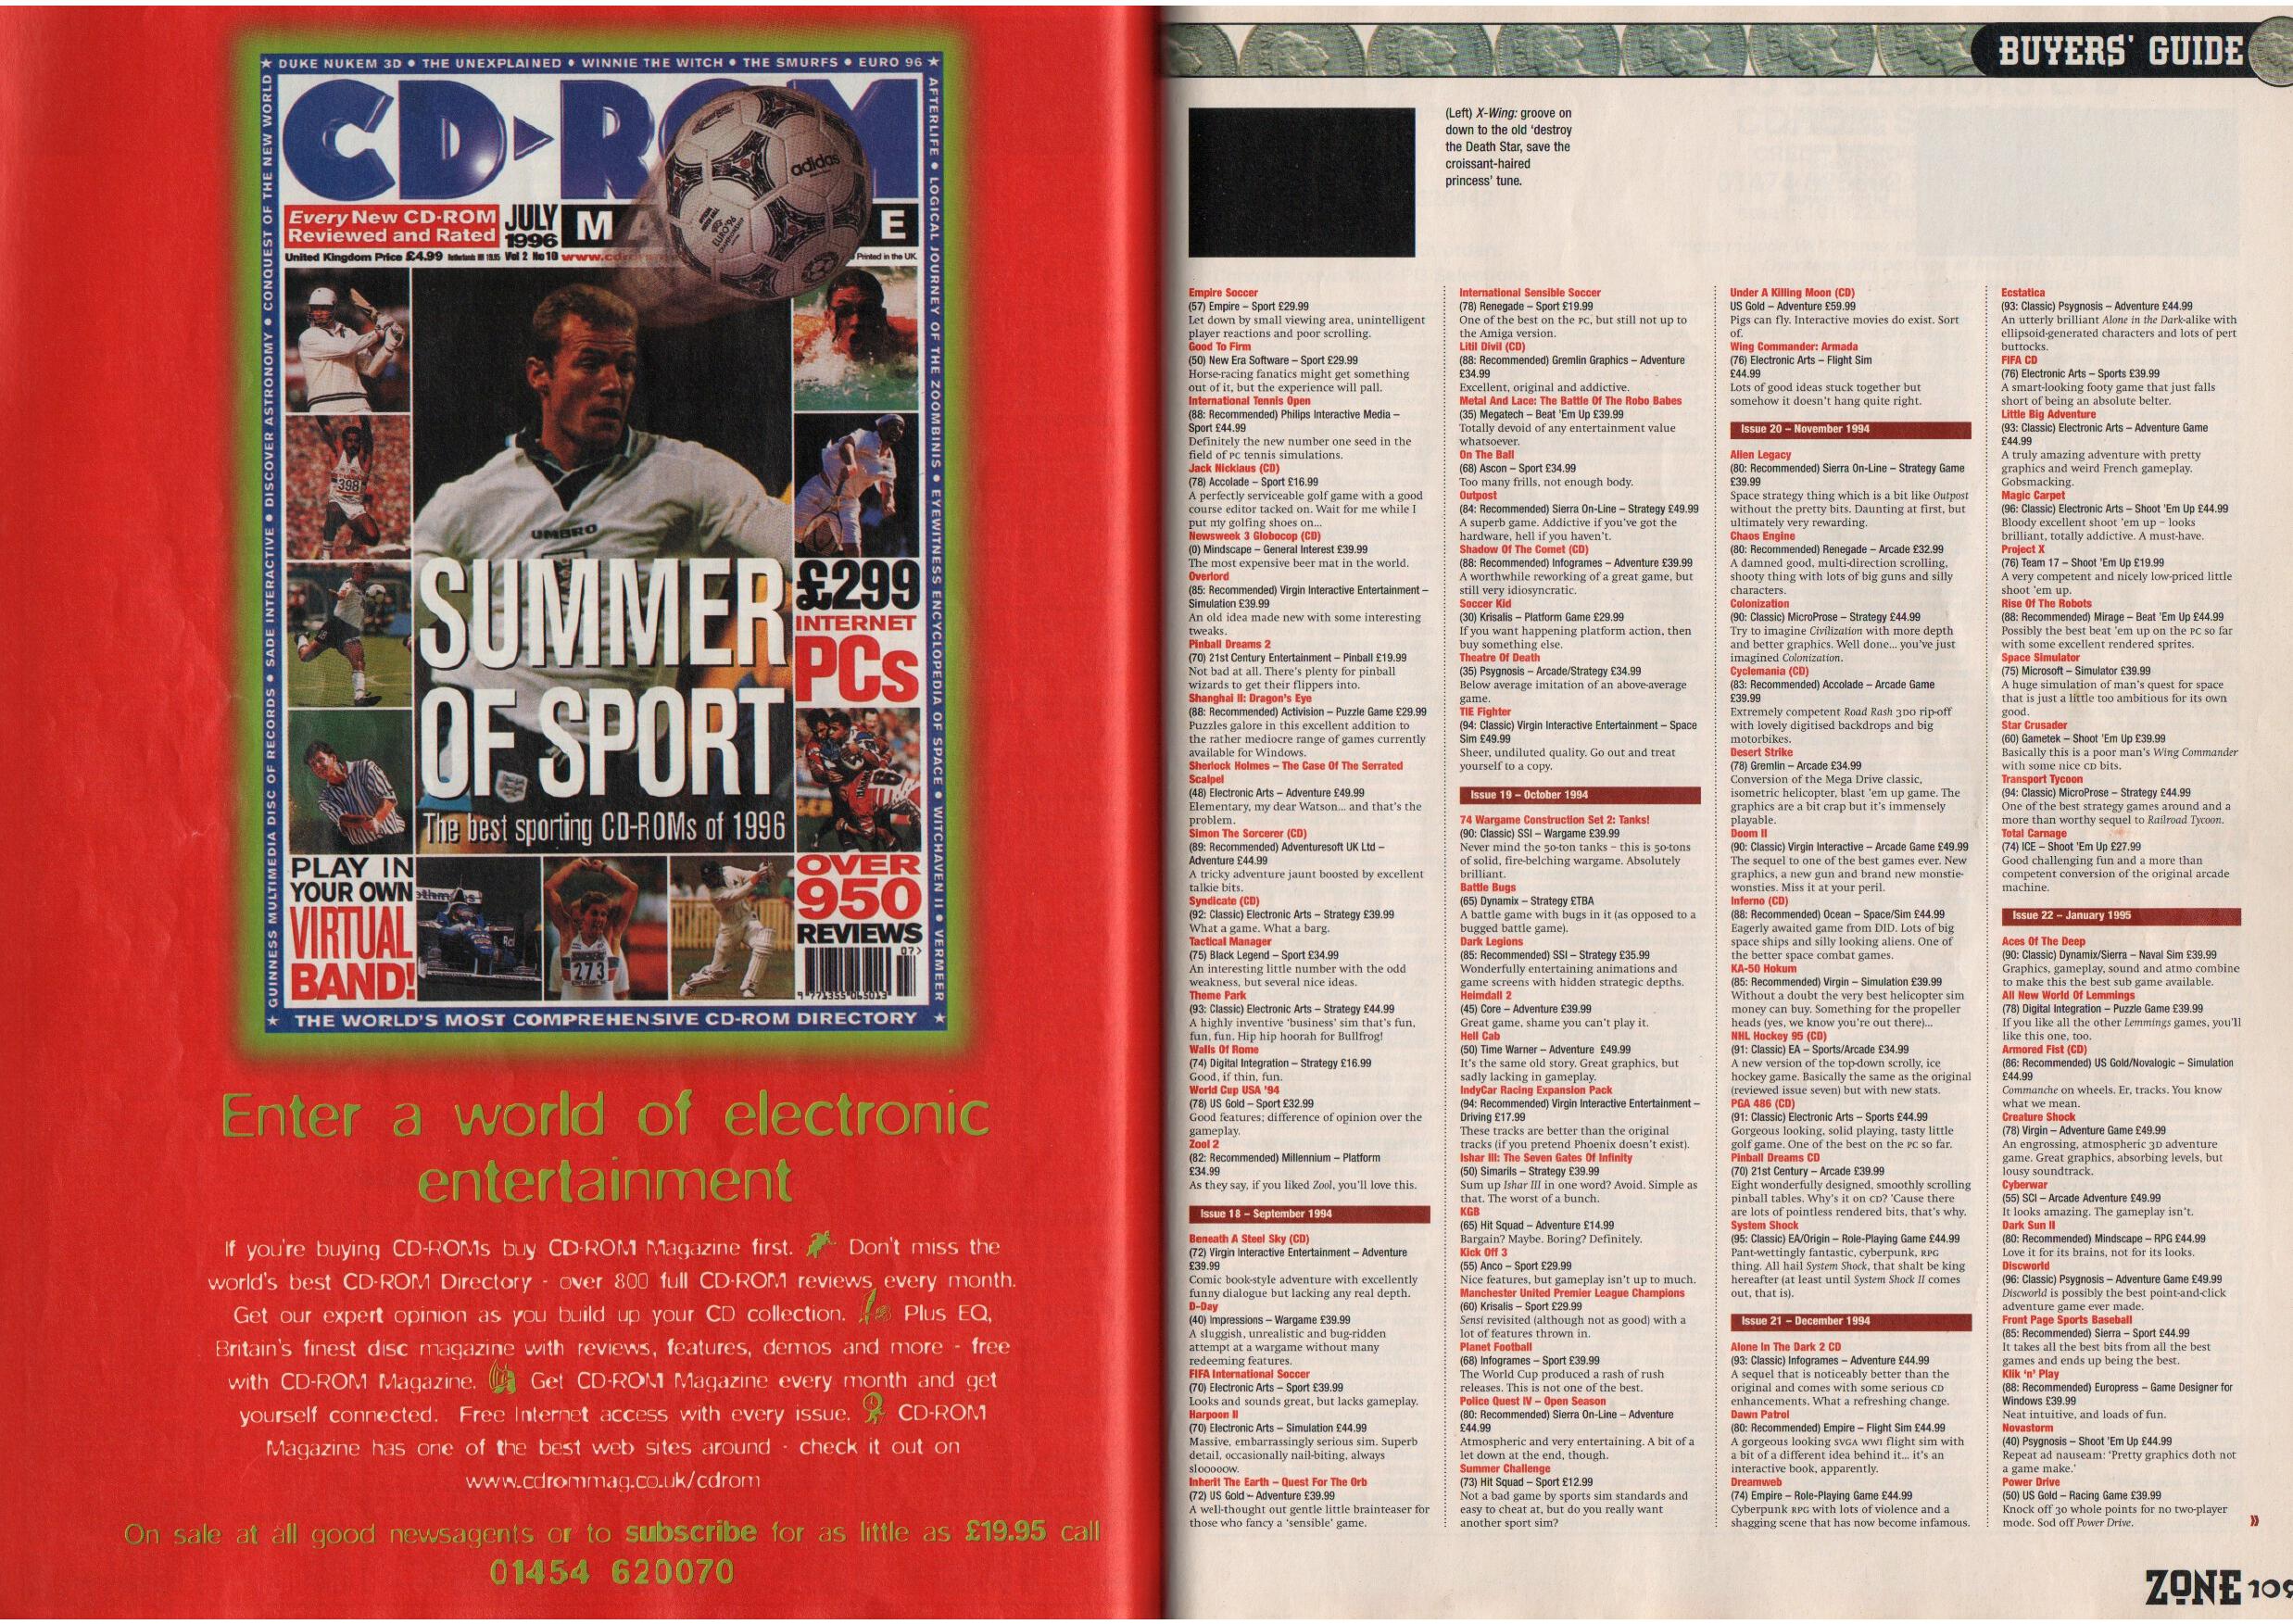 ★ DUKE NUKEM 3D ● THE UNEXPLAINED ● WINNIE THE WITCH ● THE SMURFS ● EURO 96 ★
AFTERLIFE ● LOGICAL JOURNEY OF THE ZOOMBINIS ● EYEWITNESS ENCYCLOPEDIA OF SPACE ● WITCHAVEN II ● VERMEER
GUINNESS MULTIMEDIA DISC OF RECORDS ● SADE INTERACTIVE ● DISCOVER ASTRONOMY ● CONQUEST OF THE NEW WORLD
CD-ROM
Every New CD-ROM
Reviewed and Rated
JULY
1996
MA E
United Kingdom Price £4.99 Vol 2 No 10
Printed in the UK
adidas
UMBRO
398
SUMMER
OF SPORT
The best sporting CD-ROMs of 1996
£299
INTERNET
PCs
PLAY IN
YOUR OWN
VIRTUAL
BAND!
273
OVER
950
REVIEWS
07>
★ THE WORLD'S MOST COMPREHENSIVE CD-ROM DIRECTORY ★
Enter a world of electronic
entertainment
If you're buying CD-ROMs buy CD-ROM Magazine first. Don't miss the
world's best CD-ROM Directory - over 800 full CD-ROM reviews every month.
Get our expert opinion as you build up your CD collection. Plus EQ,
Britain's finest disc magazine with reviews, features, demos and more - free
with CD-ROM Magazine. Get CD-ROM Magazine every month and get
yourself connected. Free Internet access with every issue. CD-ROM
Magazine has one of the best web sites around - check it out on
www.cdrommag.co.uk/cdrom
On sale at all good newsagents or to subscribe for as little as £19.95 call
01454 620070
BUYERS' GUIDE
(Left) X-Wing: groove on
down to the old 'destroy
the Death Star, save the
croissant-haired
princess' tune.
Empire Soccer
(57) Empire – Sport £29.99
Let down by small viewing area, unintelligent
player reactions and poor scrolling.
Good To Firm
(50) New Era Software – Sport £29.99
Horse-racing fanatics might get something
out of it, but the experience will pall.
International Tennis Open
(88: Recommended) Philips Interactive Media –
Sport £44.99
Definitely the new number one seed in the
field of PC tennis simulations.
Jack Nicklaus (CD)
(78) Accolade – Sport £16.99
A perfectly serviceable golf game with a good
course editor tacked on. Wait for me while I
put my golfing shoes on...
Newsweek 3 Globocop (CD)
(0) Mindscape – General Interest £39.99
The most expensive beer mat in the world.
Overlord
(85: Recommended) Virgin Interactive Entertainment –
Simulation £39.99
An old idea made new with some interesting
tweaks.
Pinball Dreams 2
(70) 21st Century Entertainment – Pinball £19.99
Not bad at all. There's plenty for pinball
wizards to get their flippers into.
Shanghai II: Dragon's Eye
(88: Recommended) Activision – Puzzle Game £29.99
Puzzles galore in this excellent addition to
the rather mediocre range of games currently
available for Windows.
Sherlock Holmes – The Case Of The Serrated
Scalpel
(48) Electronic Arts – Adventure £49.99
Elementary, my dear Watson... and that's the
problem.
Simon The Sorcerer (CD)
(89: Recommended) Adventuresoft UK Ltd –
Adventure £44.99
A tricky adventure jaunt boosted by excellent
talkie bits.
Syndicate (CD)
(92: Classic) Electronic Arts – Strategy £39.99
What a game. What a barg.
Tactical Manager
(75) Black Legend – Sport £34.99
An interesting little number with the odd
weakness, but several nice ideas.
Theme Park
(93: Classic) Electronic Arts – Strategy £44.99
A highly inventive 'business' sim that's fun,
fun, fun. Hip hip hoorah for Bullfrog!
Walls Of Rome
(74) Digital Integration – Strategy £16.99
Good, if thin, fun.
World Cup USA '94
(78) US Gold – Sport £32.99
Good features; difference of opinion over the
gameplay.
Zool 2
(82: Recommended) Millennium – Platform
£34.99
As they say, if you liked Zool, you'll love this.
Issue 18 – September 1994
Beneath A Steel Sky (CD)
(72) Virgin Interactive Entertainment – Adventure
£39.99
Comic book-style adventure with excellently
funny dialogue but lacking any real depth.
D-Day
(40) Impressions – Wargame £39.99
A sluggish, unrealistic and bug-ridden
attempt at a wargame without many
redeeming features.
FIFA International Soccer
(70) Electronic Arts – Sport £39.99
Looks and sounds great, but lacks gameplay.
Harpoon II
(70) Electronic Arts – Simulation £44.99
Massive, embarrassingly serious sim. Superb
detail, occasionally nail-biting, always
slooooow.
Inherit The Earth – Quest For The Orb
(72) US Gold – Adventure £39.99
A well-thought out gentle little brainteaser for
those who fancy a 'sensible' game.
International Sensible Soccer
(78) Renegade – Sport £19.99
One of the best on the PC, but still not up to
the Amiga version.
Litil Divil (CD)
(88: Recommended) Gremlin Graphics – Adventure
£34.99
Excellent, original and addictive.
Metal And Lace: The Battle Of The Robo Babes
(35) Megatech – Beat 'Em Up £39.99
Totally devoid of any entertainment value
whatsoever.
On The Ball
(68) Ascon – Sport £34.99
Too many frills, not enough body.
Outpost
(84: Recommended) Sierra On-Line – Strategy £49.99
A superb game. Addictive if you've got the
hardware, hell if you haven't.
Shadow Of The Comet (CD)
(88: Recommended) Infogrames – Adventure £39.99
A worthwhile reworking of a great game, but
still very idiosyncratic.
Soccer Kid
(30) Krisalis – Platform Game £29.99
If you want happening platform action, then
buy something else.
Theatre Of Death
(35) Psygnosis – Arcade/Strategy £34.99
Below average imitation of an above-average
game.
TIE Fighter
(94: Classic) Virgin Interactive Entertainment – Space
Sim £49.99
Sheer, undiluted quality. Go out and treat
yourself to a copy.
Issue 19 – October 1994
74 Wargame Construction Set 2: Tanks!
(90: Classic) SSI – Wargame £39.99
Never mind the 50-ton tanks – this is 50-tons
of solid, fire-belching wargame. Absolutely
brilliant.
Battle Bugs
(65) Dynamix – Strategy £TBA
A battle game with bugs in it (as opposed to a
bugged battle game).
Dark Legions
(85: Recommended) SSI – Strategy £35.99
Wonderfully entertaining animations and
game screens with hidden strategic depths.
Heimdall 2
(45) Core – Adventure £39.99
Great game, shame you can't play it.
Hell Cab
(50) Time Warner – Adventure £49.99
It's the same old story. Great graphics, but
sadly lacking in gameplay.
IndyCar Racing Expansion Pack
(94: Recommended) Virgin Interactive Entertainment –
Driving £17.99
These tracks are better than the original
tracks (if you pretend Phoenix doesn't exist).
Ishar III: The Seven Gates Of Infinity
(50) Simarils – Strategy £39.99
Sum up Ishar III in one word? Avoid. Simple as
that. The worst of a bunch.
KGB
(65) Hit Squad – Adventure £14.99
Bargain? Maybe. Boring? Definitely.
Kick Off 3
(55) Anco – Sport £29.99
Nice features, but gameplay isn't up to much.
Manchester United Premier League Champions
(60) Krisalis – Sport £29.99
Sensi revisited (although not as good) with a
lot of features thrown in.
Planet Football
(68) Infogrames – Sport £39.99
The World Cup produced a rash of rush
releases. This is not one of the best.
Police Quest IV – Open Season
(80: Recommended) Sierra On-Line – Adventure
£44.99
Atmospheric and very entertaining. A bit of a
let down at the end, though.
Summer Challenge
(73) Hit Squad – Sport £12.99
Not a bad game by sports sim standards and
easy to cheat at, but do you really want
another sport sim?
Under A Killing Moon (CD)
US Gold – Adventure £59.99
Pigs can fly. Interactive movies do exist. Sort
of.
Wing Commander: Armada
(76) Electronic Arts – Flight Sim
£44.99
Lots of good ideas stuck together but
somehow it doesn't hang quite right.
Issue 20 – November 1994
Alien Legacy
(80: Recommended) Sierra On-Line – Strategy Game
£39.99
Space strategy thing which is a bit like Outpost
without the pretty bits. Daunting at first, but
ultimately very rewarding.
Chaos Engine
(80: Recommended) Renegade – Arcade £32.99
A damned good, multi-direction scrolling,
shooty thing with lots of big guns and silly
characters.
Colonization
(90: Classic) MicroProse – Strategy £44.99
Try to imagine Civilization with more depth
and better graphics. Well done... you've just
imagined Colonization.
Cyclemania (CD)
(83: Recommended) Accolade – Arcade Game
£39.99
Extremely competent Road Rash 3DO rip-off
with lovely digitised backdrops and big
motorbikes.
Desert Strike
(78) Gremlin – Arcade £34.99
Conversion of the Mega Drive classic,
isometric helicopter, blast 'em up game. The
graphics are a bit crap but it's immensely
playable.
Doom II
(90: Classic) Virgin Interactive – Arcade Game £49.99
The sequel to one of the best games ever. New
graphics, a new gun and brand new monstie-
wonsties. Miss it at your peril.
Inferno (CD)
(88: Recommended) Ocean – Space/Sim £44.99
Eagerly awaited game from DID. Lots of big
space ships and silly looking aliens. One of
the better space combat games.
KA-50 Hokum
(85: Recommended) Virgin – Simulation £39.99
Without a doubt the very best helicopter sim
money can buy. Something for the propeller
heads (yes, we know you're out there)...
NHL Hockey 95 (CD)
(91: Classic) EA – Sports/Arcade £34.99
A new version of the top-down scrolly, ice
hockey game. Basically the same as the original
(reviewed issue seven) but with new stats.
PGA 486 (CD)
(91: Classic) Electronic Arts – Sports £44.99
Gorgeous looking, solid playing, tasty little
golf game. One of the best on the PC so far.
Pinball Dreams CD
(70) 21st Century – Arcade £39.99
Eight wonderfully designed, smoothly scrolling
pinball tables. Why's it on CD? 'Cause there
are lots of pointless rendered bits, that's why.
System Shock
(95: Classic) EA/Origin – Role-Playing Game £44.99
Pant-wettingly fantastic, cyberpunk, RPG
thing. All hail System Shock, that shalt be king
hereafter (at least until System Shock II comes
out, that is).
Issue 21 – December 1994
Alone In The Dark 2 CD
(93: Classic) Infogrames – Adventure £44.99
A sequel that is noticeably better than the
original and comes with some serious CD
enhancements. What a refreshing change.
Dawn Patrol
(80: Recommended) Empire – Flight Sim £44.99
A gorgeous looking SVGA WWI flight sim with
a bit of a different idea behind it... it's an
interactive book, apparently.
Dreamweb
(74) Empire – Role-Playing Game £44.99
Cyberpunk RPG with lots of violence and a
shagging scene that has now become infamous.
Ecstatica
(93: Classic) Psygnosis – Adventure £44.99
An utterly brilliant Alone in the Dark-alike with
ellipsoid-generated characters and lots of pert
buttocks.
FIFA CD
(76) Electronic Arts – Sports £39.99
A smart-looking footy game that just falls
short of being an absolute belter.
Little Big Adventure
(93: Classic) Electronic Arts – Adventure Game
£44.99
A truly amazing adventure with pretty
graphics and weird French gameplay.
Gobsmacking.
Magic Carpet
(96: Classic) Electronic Arts – Shoot 'Em Up £44.99
Bloody excellent shoot 'em up – looks
brilliant, totally addictive. A must-have.
Project X
(76) Team 17 – Shoot 'Em Up £19.99
A very competent and nicely low-priced little
shoot 'em up.
Rise Of The Robots
(88: Recommended) Mirage – Beat 'Em Up £44.99
Possibly the best beat 'em up on the PC so far
with some excellent rendered sprites.
Space Simulator
(75) Microsoft – Simulator £39.99
A huge simulation of man's quest for space
that is just a little too ambitious for its own
good.
Star Crusader
(60) Gametek – Shoot 'Em Up £39.99
Basically this is a poor man's Wing Commander
with some nice CD bits.
Transport Tycoon
(94: Classic) MicroProse – Strategy £44.99
One of the best strategy games around and a
more than worthy sequel to Railroad Tycoon.
Total Carnage
(74) ICE – Shoot 'Em Up £27.99
Good challenging fun and a more than
competent conversion of the original arcade
machine.
Issue 22 – January 1995
Aces Of The Deep
(90: Classic) Dynamix/Sierra – Naval Sim £39.99
Graphics, gameplay, sound and atmo combine
to make this the best sub game available.
All New World Of Lemmings
(78) Digital Integration – Puzzle Game £39.99
If you like all the other Lemmings games, you'll
like this one, too.
Armored Fist (CD)
(86: Recommended) US Gold/Novalogic – Simulation
£44.99
Comanche on wheels. Er, tracks. You know
what we mean.
Creature Shock
(78) Virgin – Adventure Game £49.99
An engrossing, atmospheric 3D adventure
game. Great graphics, absorbing levels, but
lousy soundtrack.
Cyberwar
(55) SCI – Arcade Adventure £49.99
It looks amazing. The gameplay isn't.
Dark Sun II
(80: Recommended) Mindscape – RPG £44.99
Love it for its brains, not for its looks.
Discworld
(96: Classic) Psygnosis – Adventure Game £49.99
Discworld is possibly the best point-and-click
adventure game ever made.
Front Page Sports Baseball
(85: Recommended) Sierra – Sport £44.99
It takes all the best bits from all the best
games and ends up being the best.
Klik 'n' Play
(88: Recommended) Europress – Game Designer for
Windows £39.99
Neat intuitive, and loads of fun.
Novastorm
(40) Psygnosis – Shoot 'Em Up £44.99
Repeat ad nauseam: 'Pretty graphics doth not
a game make.'
Power Drive
(50) US Gold – Racing Game £39.99
Knock off 30 whole points for no two-player
mode. Sod off Power Drive.
ZONE 109